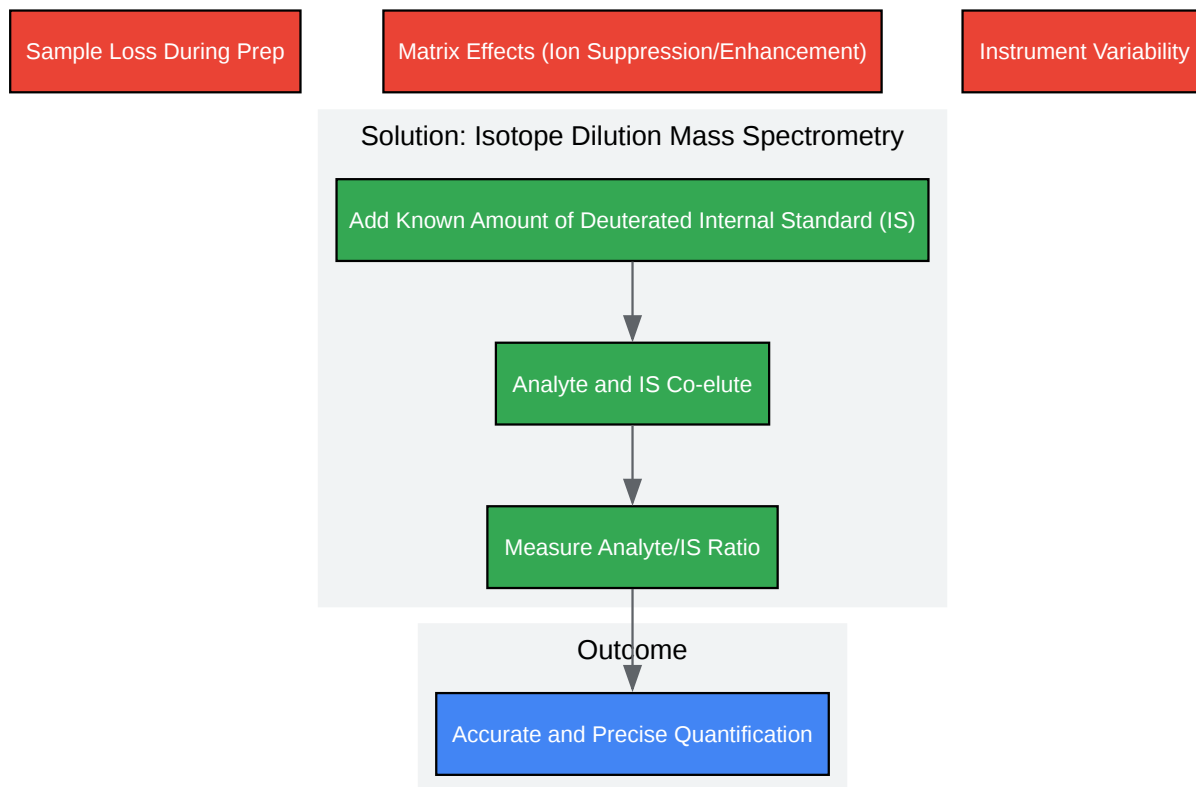 Sample Loss During Prep
Matrix Effects (Ion Suppression/Enhancement)
Instrument Variability
Solution: Isotope Dilution Mass Spectrometry
Add Known Amount of Deuterated Internal Standard (IS)
Analyte and IS Co-elute
Measure Analyte/IS Ratio
Outcome
Accurate and Precise Quantification